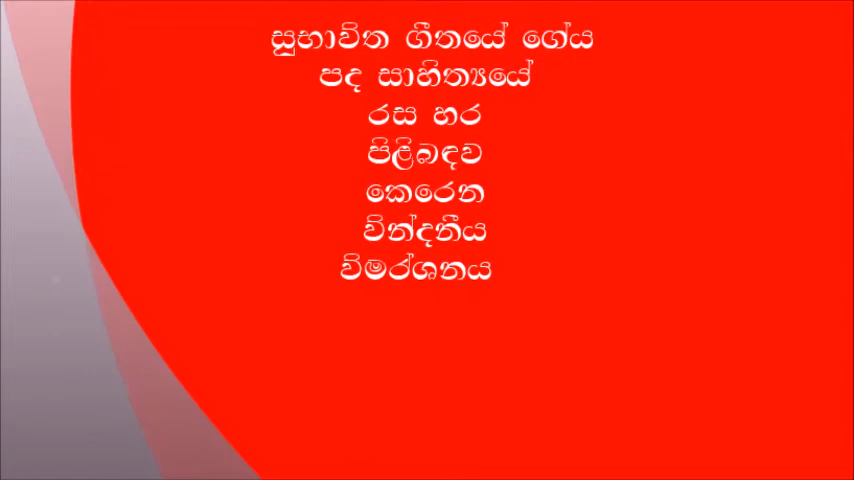 සුභාවිත ගීතයේ ගේය
පද සාහිත්‍යයේ
රස හර
පිළිබඳව
කෙරෙන
වින්දනීය
විමර්ශනය